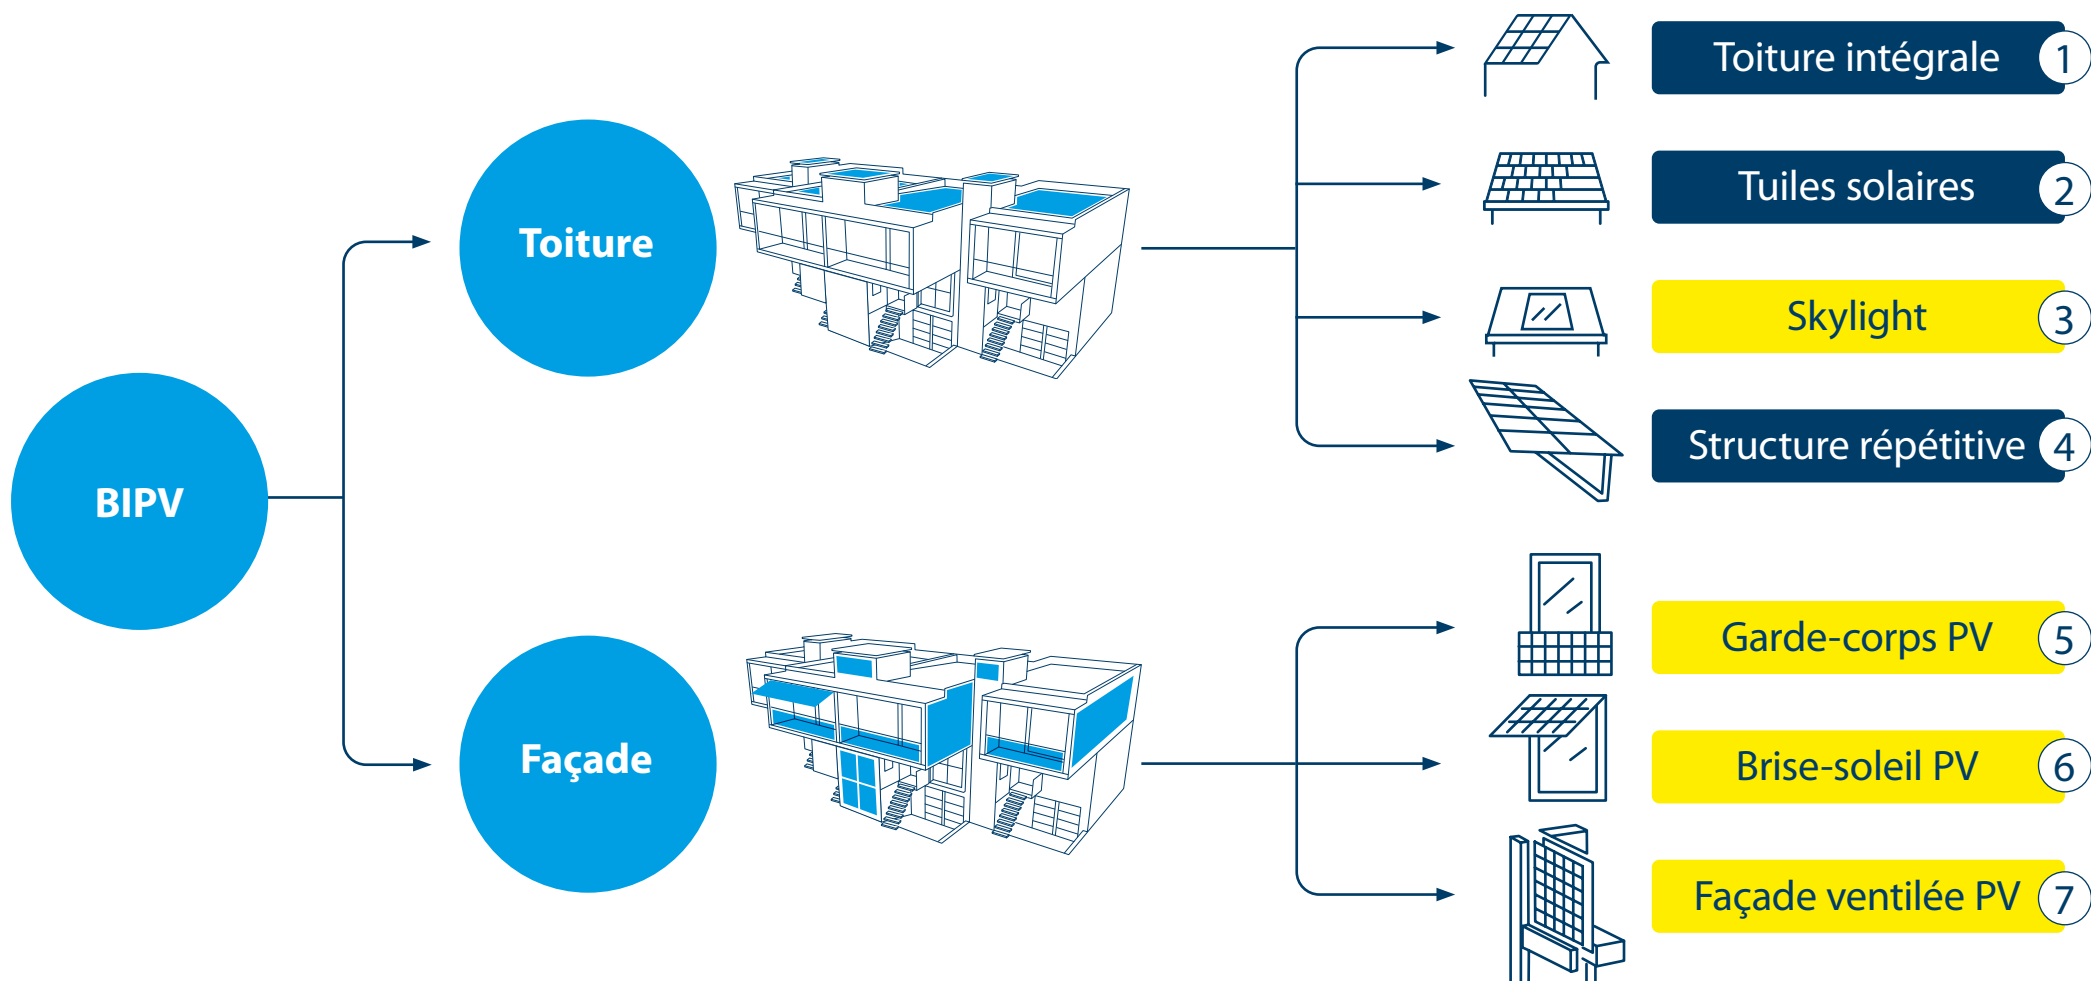 BIPV
Toiture
Toiture intégrale 1
Tuiles solaires 2
Skylight 3
Structure répétitive 4
Façade
Garde-corps PV 5
Brise-soleil PV 6
Façade ventilée PV 7